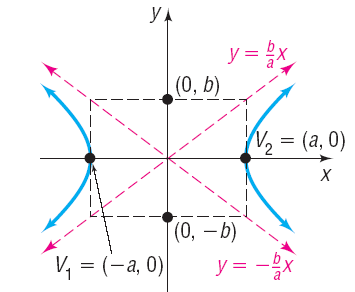 y
y = b/a x
(0, b)
V₂ = (a, 0)
x
(0, −b)
V₁ = (−a, 0)
y = −b/a x